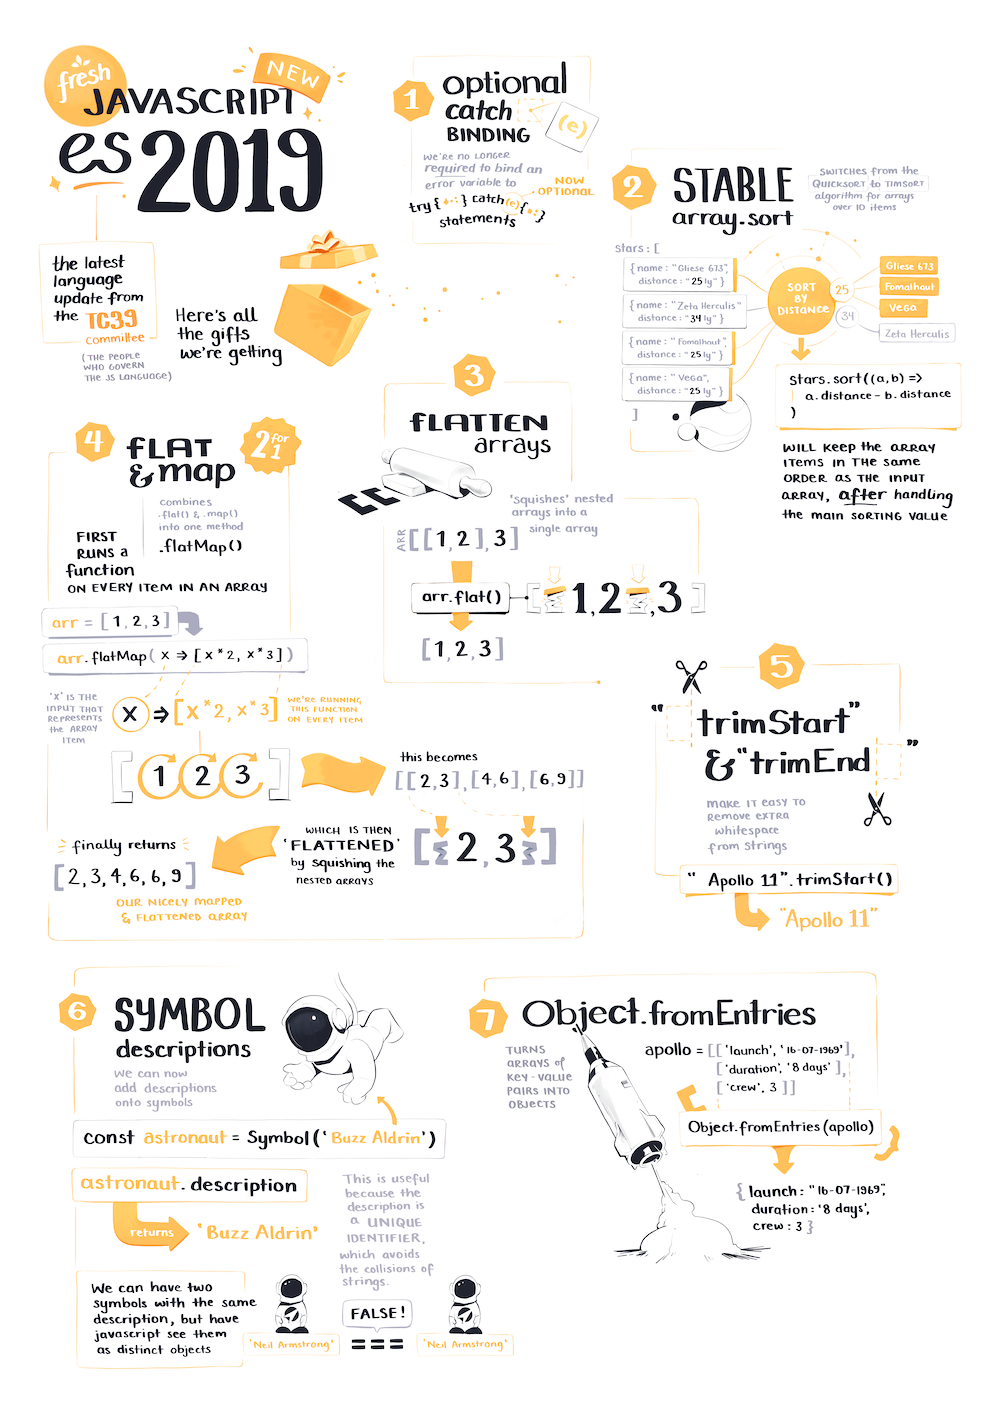 fresh
NEW
JAVASCRIPT
es2019
the latest
language
update from
the TC39
committee
(THE PEOPLE
WHO GOVERN
THE JS LANGUAGE)
Here's all
the gifts
we're getting
1
optional
catch
BINDING
(e)
WE'RE NO LONGER
required to bind an
error variable to
NOW
OPTIONAL
try { } catch (e) { }
statements
2
STABLE
array.sort
SWITCHES from the
QUICKSORT to TIMSORT
algorithm for arrays
over 10 items
stars: [
{ name: "Gliese 673",
distance: "25 ly" }
{ name: "Zeta Herculis"
distance: "34 ly" }
{ name: "Fomalhaut",
distance: "25 ly" }
{ name: "Vega",
distance: "25 ly" }
]
SORT
BY
DISTANCE
25
34
Gliese 673
Fomalhaut
Vega
Zeta Herculis
Stars.sort((a,b) =>
a.distance - b.distance
)
WILL KEEP the ARRAY
ITEMS IN THE SAME
ORDER AS THE INPUT
ARRAY, after handling
the main SORTING VALUE
3
FLATTEN
arrays
'squishes' nested
arrays into a
single array
ARR
[[1,2],3]
arr.flat()
[ 1,2 ,3 ]
[1,2,3]
4
FLAT
& map
2 for 1
combines
.flat() & .map()
into one method
.flatMap()
FIRST
RUNS a
function
ON EVERY ITEM IN AN ARRAY
arr = [1,2,3]
arr.flatMap( x => [x*2, x*3])
'X' IS THE
INPUT THAT
REPRESENTS
the ARRAY
ITEM
x => [x*2, x*3]
WE'RE RUNNING
THIS FUNCTION
ON EVERY ITEM
[ 1 2 3 ]
this becomes
[[2,3],[4,6],[6,9]]
WHICH IS THEN
'FLATTENED'
by squishing the
NESTED ARRAYS
[ 2,3 ]
finally returns
[2,3,4,6,6,9]
OUR NICELY MAPPED
& FLATTENED ARRAY
5
"trimStart"
& "trimEnd"
MAKE IT EASY TO
REMOVE EXTRA
whitespace
from strings
" Apollo 11".trimStart()
"Apollo 11"
6
SYMBOL
descriptions
We can now
add descriptions
onto symbols
const astronaut = Symbol('Buzz Aldrin')
astronaut.description
returns
'Buzz Aldrin'
This is useful
because the
description is
a UNIQUE
IDENTIFIER,
which avoids
the collisions of
strings.
We can have two
symbols with the same
description, but have
javascript see them
as distinct objects
'Neil Armstrong'
FALSE!
===
'Neil Armstrong'
7
Object.fromEntries
TURNS
ARRAYS of
KEY-VALUE
PAIRS INTO
OBJECTS
apollo = [['launch', '16-07-1969'],
['duration', '8 days'],
['crew', 3 ]]
Object.fromEntries(apollo)
{ launch: "16-07-1969",
duration: '8 days',
crew: 3 }